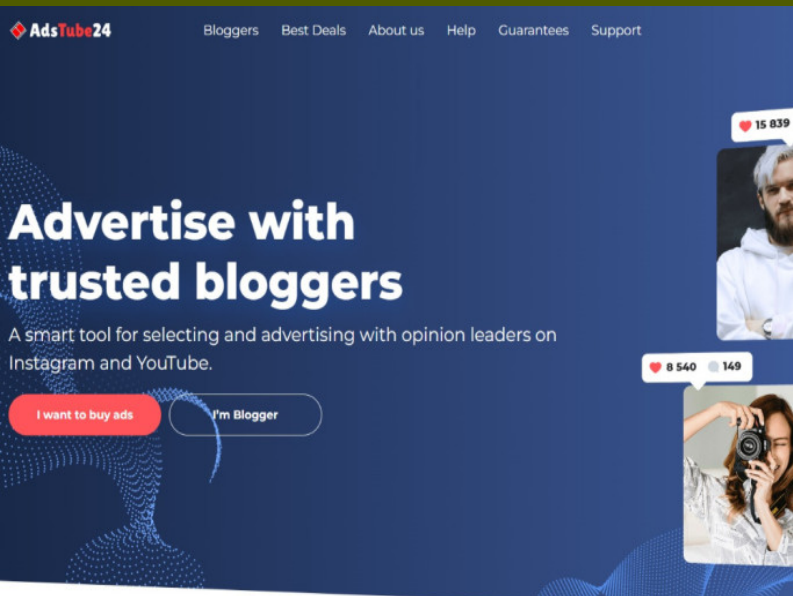 AdsTube24
Bloggers Best Deals About us Help Guarantees Support
15 839
Advertise with
trusted bloggers
A smart tool for selecting and advertising with opinion leaders on
Instagram and YouTube.
8 540 149
I want to buy ads I'm Blogger